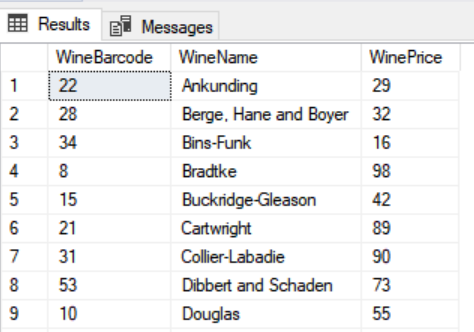 Results Messages
WineBarcode WineName WinePrice
1 22 Ankunding 29
2 28 Berge, Hane and Boyer 32
3 34 Bins-Funk 16
4 8 Bradtke 98
5 15 Buckridge-Gleason 42
6 21 Cartwright 89
7 31 Collier-Labadie 90
8 53 Dibbert and Schaden 73
9 10 Douglas 55